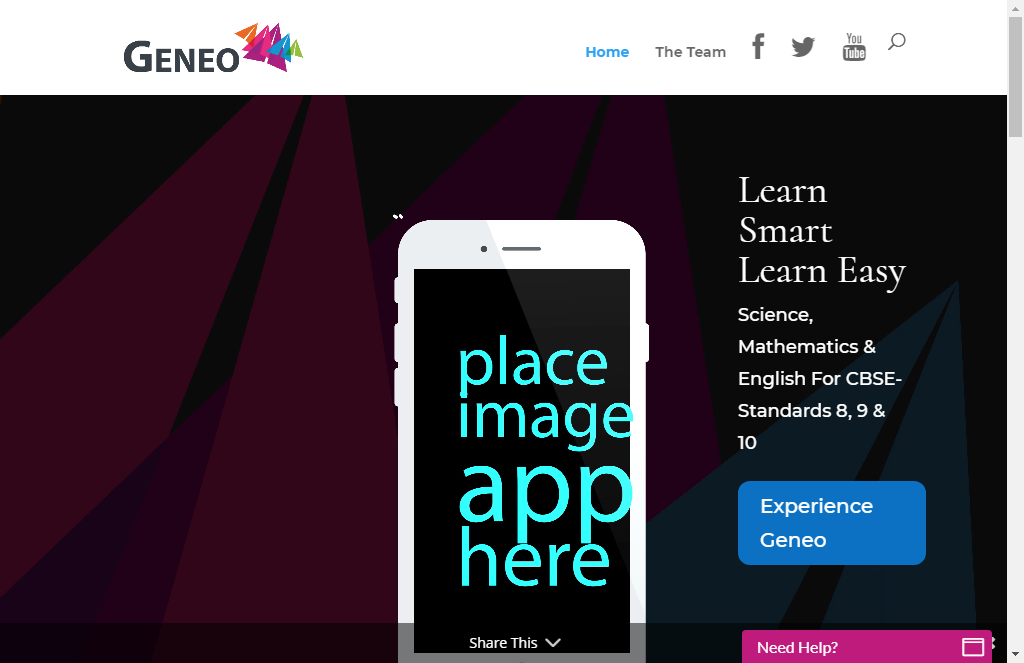 GENEO
Home
The Team
You
Tube
Learn
Smart
Learn Easy
Science,
Mathematics &
English For CBSE-
Standards 8, 9 &
10
Experience
Geneo
place
image
app
here
Share This
Need Help?